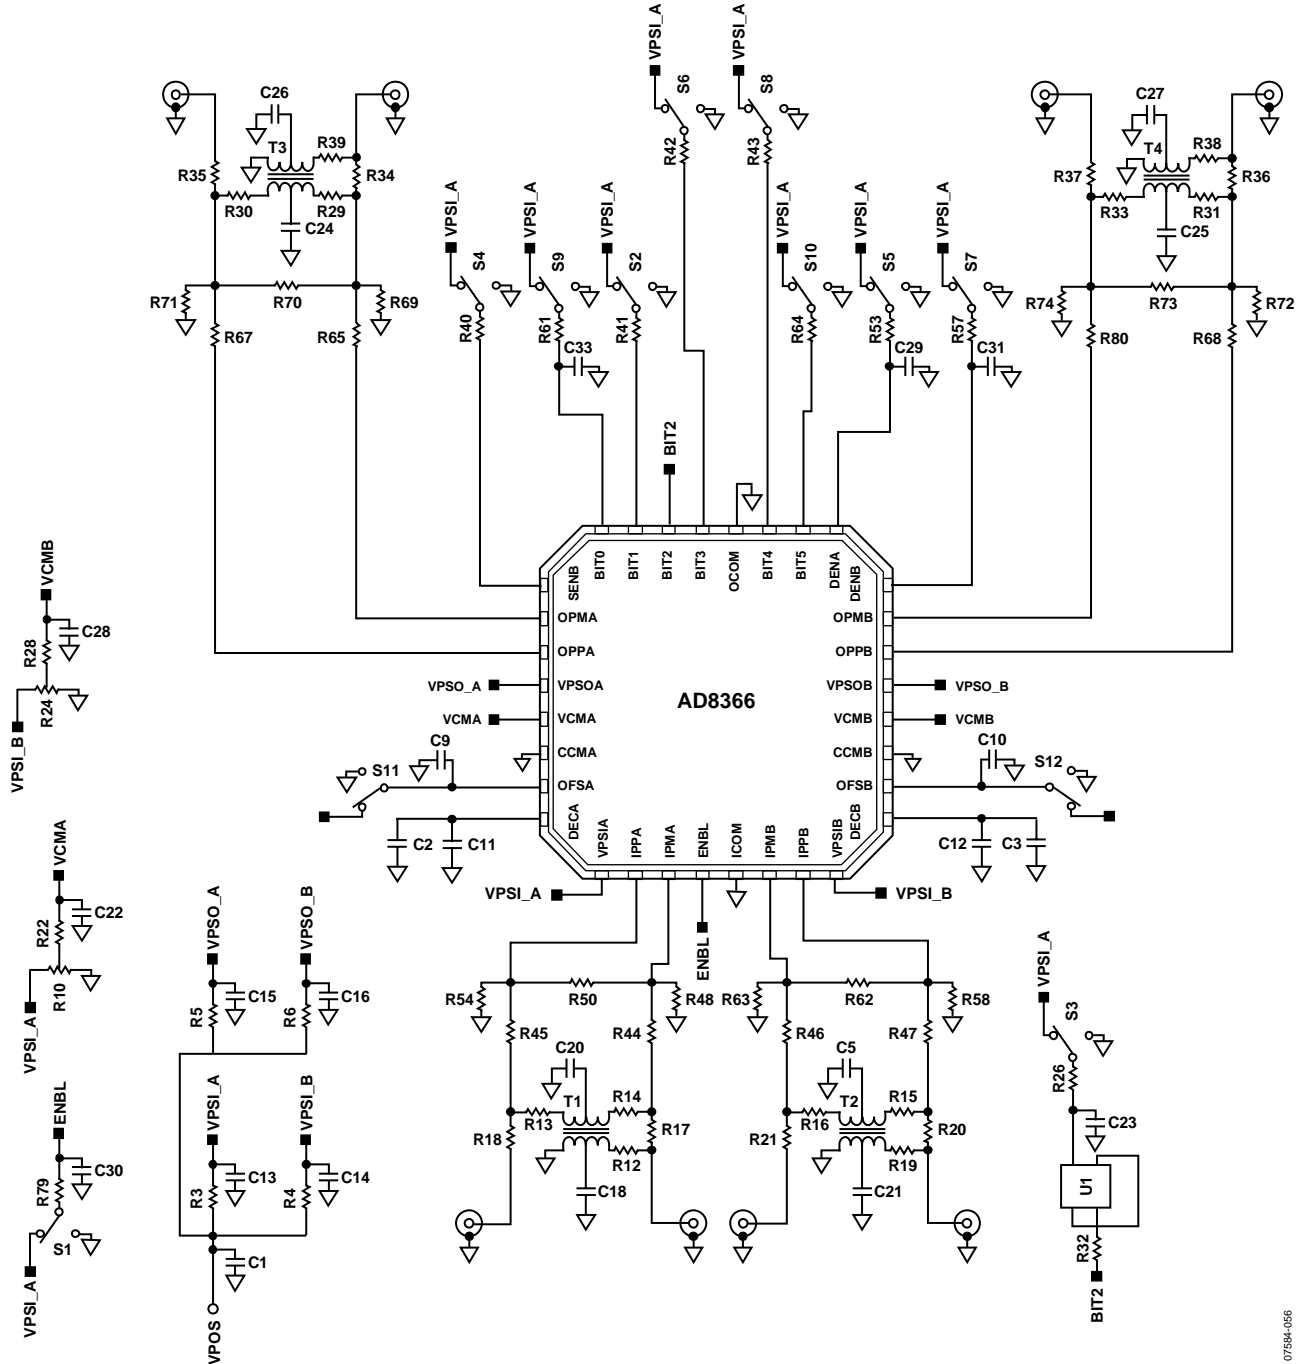 VPSI_A
VPSI_A
S6
S8
C26
C27
R42
R43
R39
T3
R35
R34
R30
R29
C24
R38
T4
R37
R36
R33
R31
C25
VPSI_A
VPSI_A
VPSI_A
VPSI_A
VPSI_A
VPSI_A
S4
S9
S2
S10
S5
S7
R71
R70
R69
R67
R65
R40
R61
R41
R64
R53
R57
C33
C29
C31
R74
R73
R72
R80
R68
BIT2
SENB
BIT0
BIT1
BIT2
BIT3
OCOM
BIT4
BIT5
DENA
DENB
OPMA
OPMB
OPPA
OPPB
VPSO_A
VPSOA
AD8366
VPSOB
VPSO_B
VCMA
VCMA
VCMB
VCMB
CCMA
CCMB
C9
C10
S11
S12
OFSA
OFSB
DECA
VPSIA
IPPA
IPMA
ENBL
ICOM
IPMB
IPPB
VPSIB
DECB
C2
C11
C12
C3
VPSI_A
VPSI_B
ENBL
VCMB
C28
R28
R24
VPSI_B
VCMA
C22
R22
R10
VPSI_A
VPSO_A
VPSO_B
C15
C16
R5
R6
VPSI_A
VPSI_B
C13
C14
R3
R4
C1
VPOS
ENBL
C30
R79
S1
VPSI_A
R54
R50
R48
R63
R62
R58
R45
R44
R46
R47
C20
C5
R14
R15
T1
T2
R13
R16
R18
R17
R21
R20
R12
R19
C18
C21
VPSI_A
S3
R26
C23
U1
R32
BIT2
07584-056